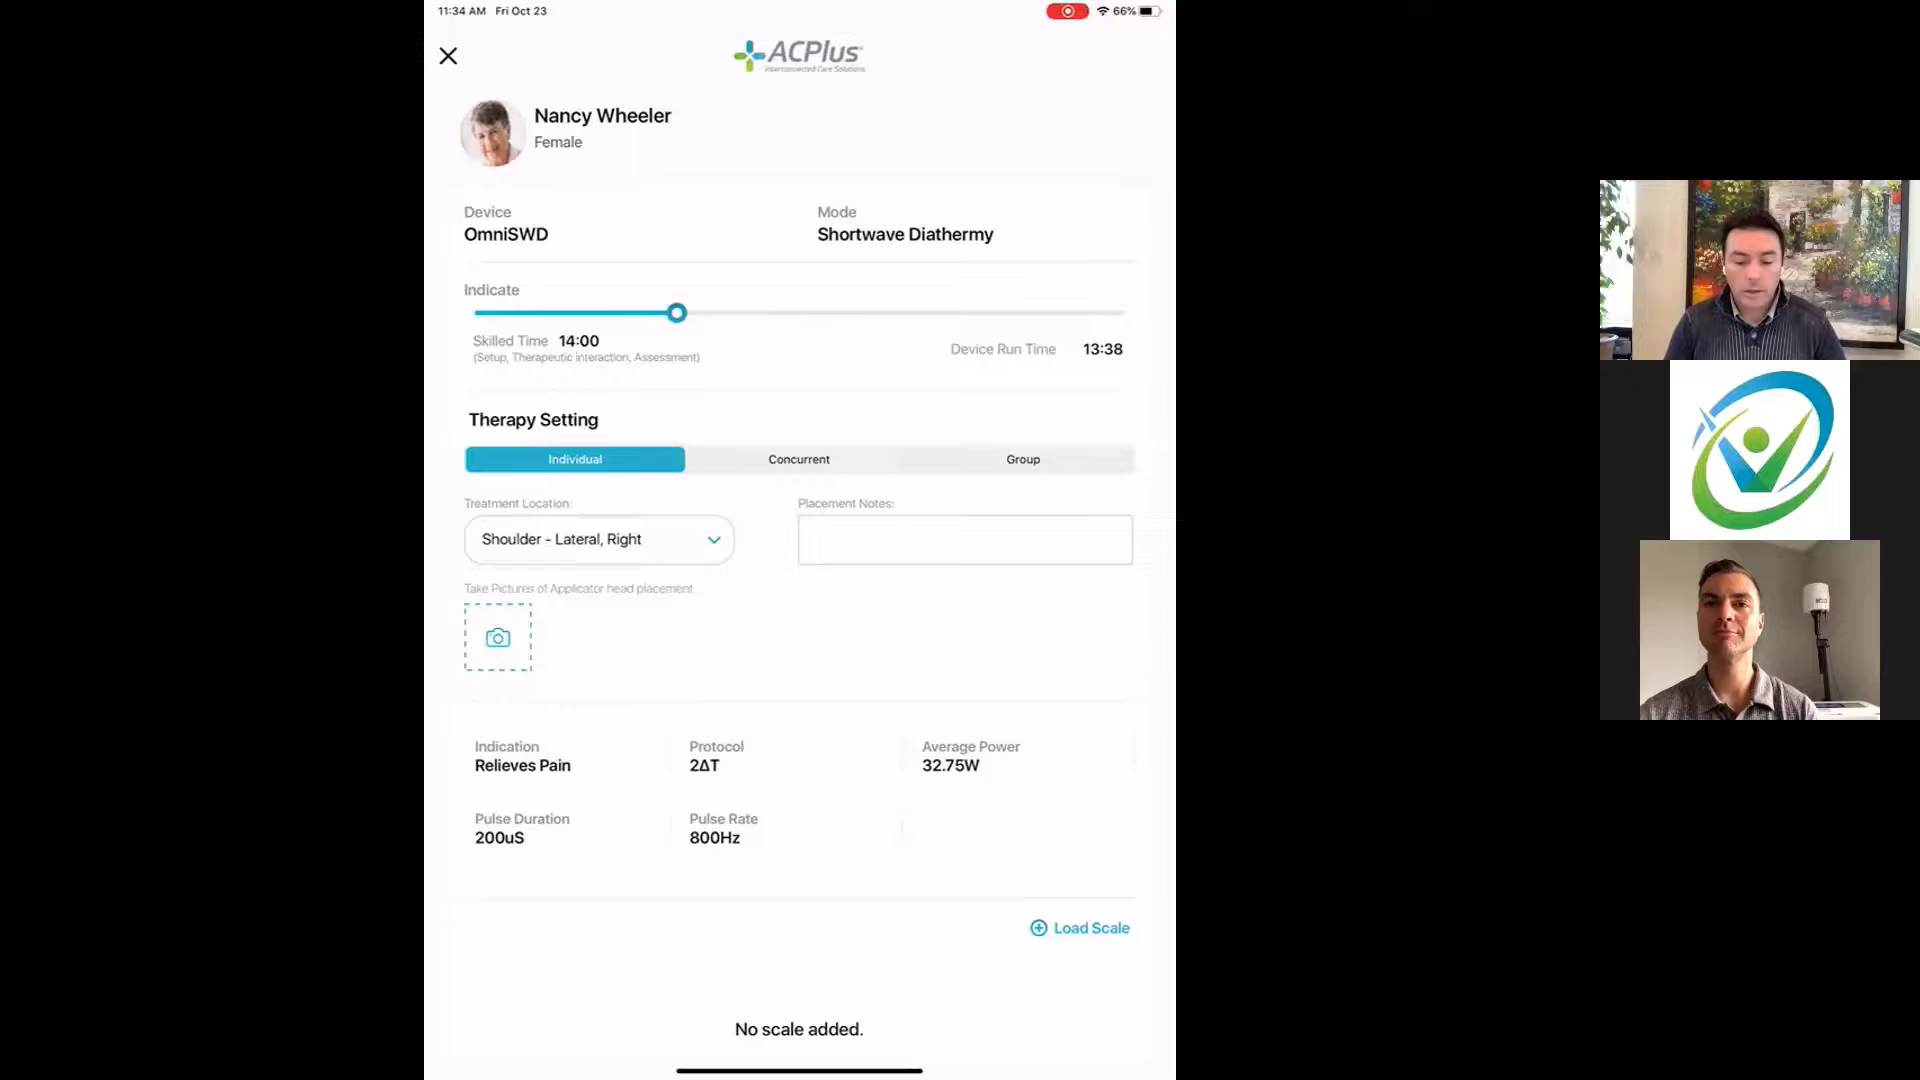 11:34 AM Fri Oct 23 66%
ACPlus
Interconnected Care Solutions
Nancy Wheeler
Female
Device Mode
OmniSWD Shortwave Diathermy
Indicate
Skilled Time 14:00
(Setup, Therapeutic interaction, Assessment)
Device Run Time 13:38
Therapy Setting
Individual Concurrent Group
Treatment Location: Placement Notes:
Shoulder - Lateral, Right
Take Pictures of Applicator head placement.
Indication Protocol Average Power
Relieves Pain 2ΔT 32.75W
Pulse Duration Pulse Rate
200uS 800Hz
Load Scale
No scale added.